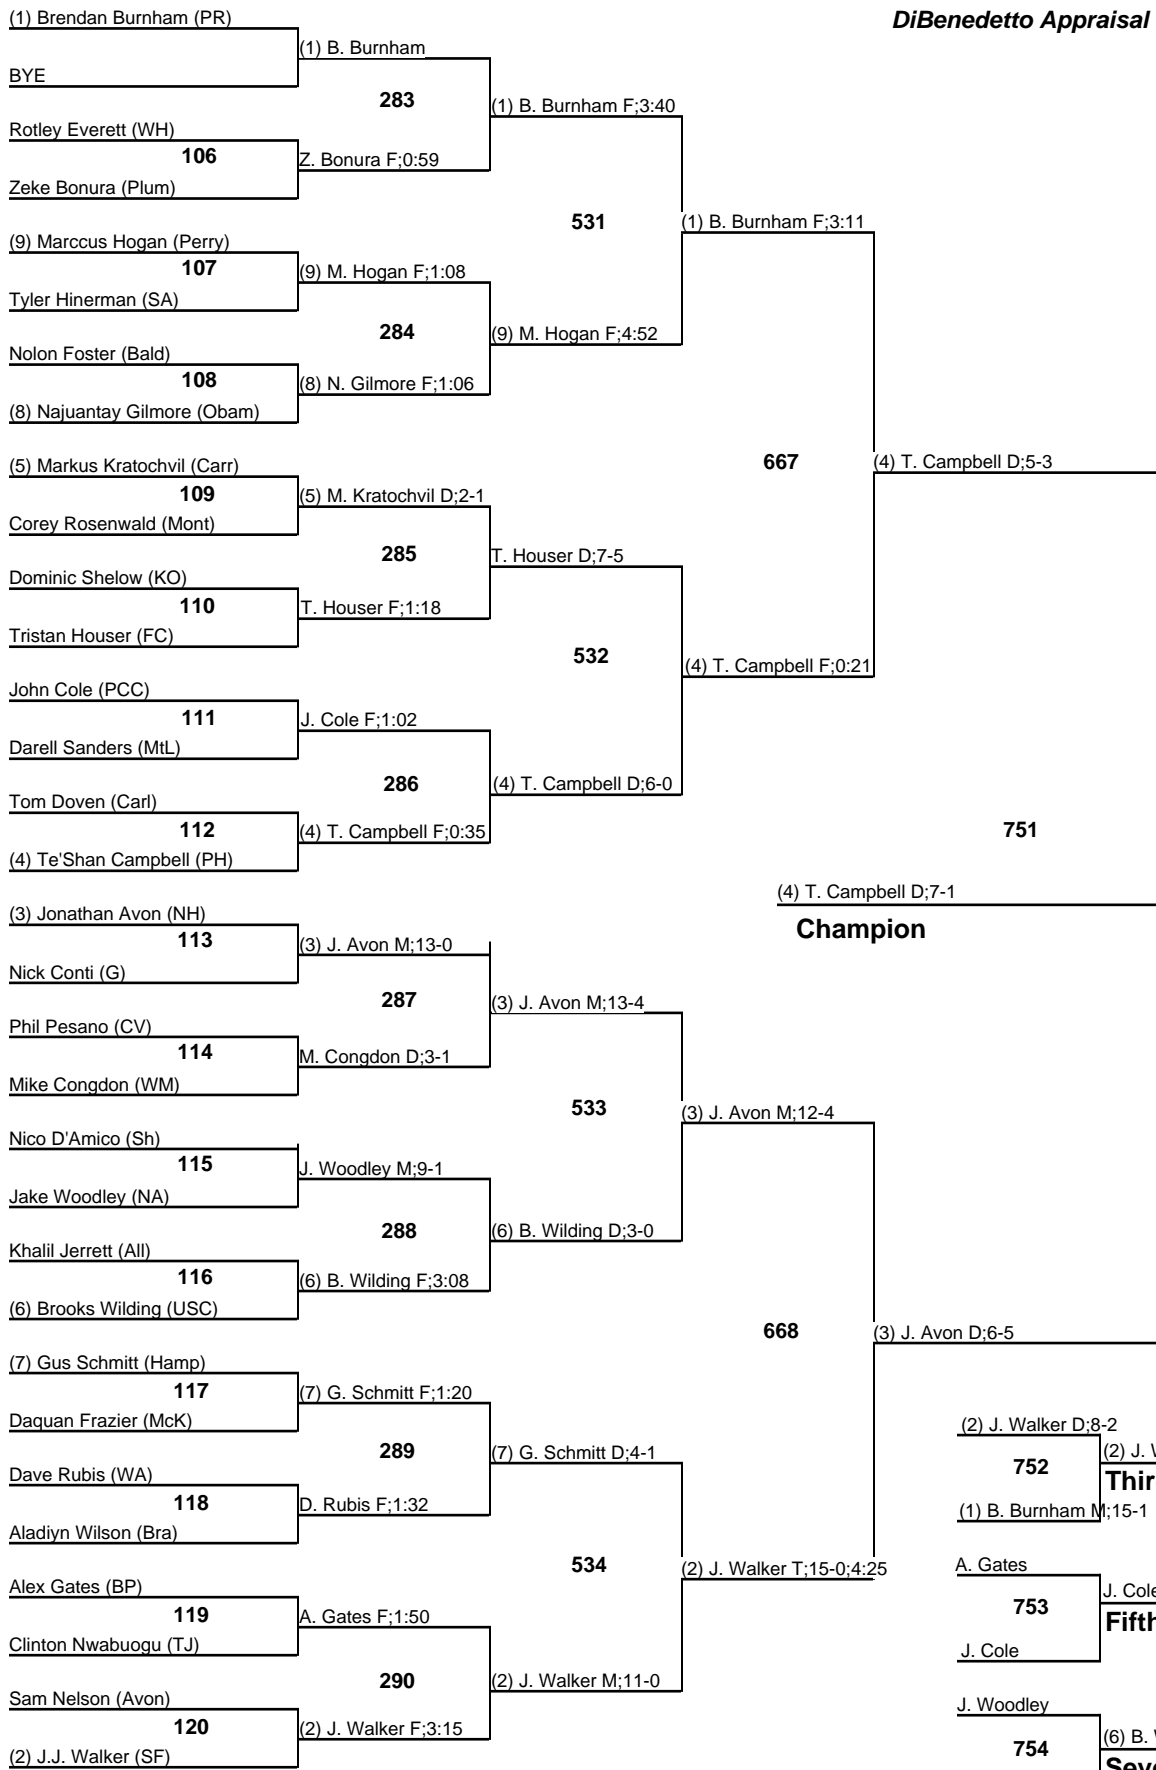 DiBenedetto Appraisal
(1) Brendan Burnham (PR)
BYE
Rotley Everett (WH)
106
Zeke Bonura (Plum)
(9) Marccus Hogan (Perry)
107
Tyler Hinerman (SA)
Nolon Foster (Bald)
108
(8) Najuantay Gilmore (Obam)
(5) Markus Kratochvil (Carr)
109
Corey Rosenwald (Mont)
Dominic Shelow (KO)
110
Tristan Houser (FC)
John Cole (PCC)
111
Darell Sanders (MtL)
Tom Doven (Carl)
112
(4) Te'Shan Campbell (PH)
(3) Jonathan Avon (NH)
113
Nick Conti (G)
Phil Pesano (CV)
114
Mike Congdon (WM)
Nico D'Amico (Sh)
115
Jake Woodley (NA)
Khalil Jerrett (All)
116
(6) Brooks Wilding (USC)
(7) Gus Schmitt (Hamp)
117
Daquan Frazier (McK)
Dave Rubis (WA)
118
Aladiyn Wilson (Bra)
Alex Gates (BP)
119
Clinton Nwabuogu (TJ)
Sam Nelson (Avon)
120
(2) J.J. Walker (SF)
(1) B. Burnham
283
Z. Bonura F;0:59
(9) M. Hogan F;1:08
284
(8) N. Gilmore F;1:06
(5) M. Kratochvil D;2-1
285
T. Houser F;1:18
J. Cole F;1:02
286
(4) T. Campbell F;0:35
(3) J. Avon M;13-0
287
M. Congdon D;3-1
J. Woodley M;9-1
288
(6) B. Wilding F;3:08
(7) G. Schmitt F;1:20
289
D. Rubis F;1:32
A. Gates F;1:50
290
(2) J. Walker F;3:15
(1) B. Burnham F;3:40
531
(9) M. Hogan F;4:52
T. Houser D;7-5
532
(4) T. Campbell D;6-0
(3) J. Avon M;13-4
533
(6) B. Wilding D;3-0
(7) G. Schmitt D;4-1
534
(2) J. Walker M;11-0
(1) B. Burnham F;3:11
667
(4) T. Campbell F;0:21
(3) J. Avon M;12-4
668
(2) J. Walker T;15-0;4:25
(4) T. Campbell D;5-3
751
(3) J. Avon D;6-5
(4) T. Campbell D;7-1
Champion
(2) J. Walker D;8-2
752
(1) B. Burnham M;15-1
(2) J.
Thir
A. Gates
753
J. Cole
J. Cole
Fifth
J. Woodley
754
(6) B.
Seve